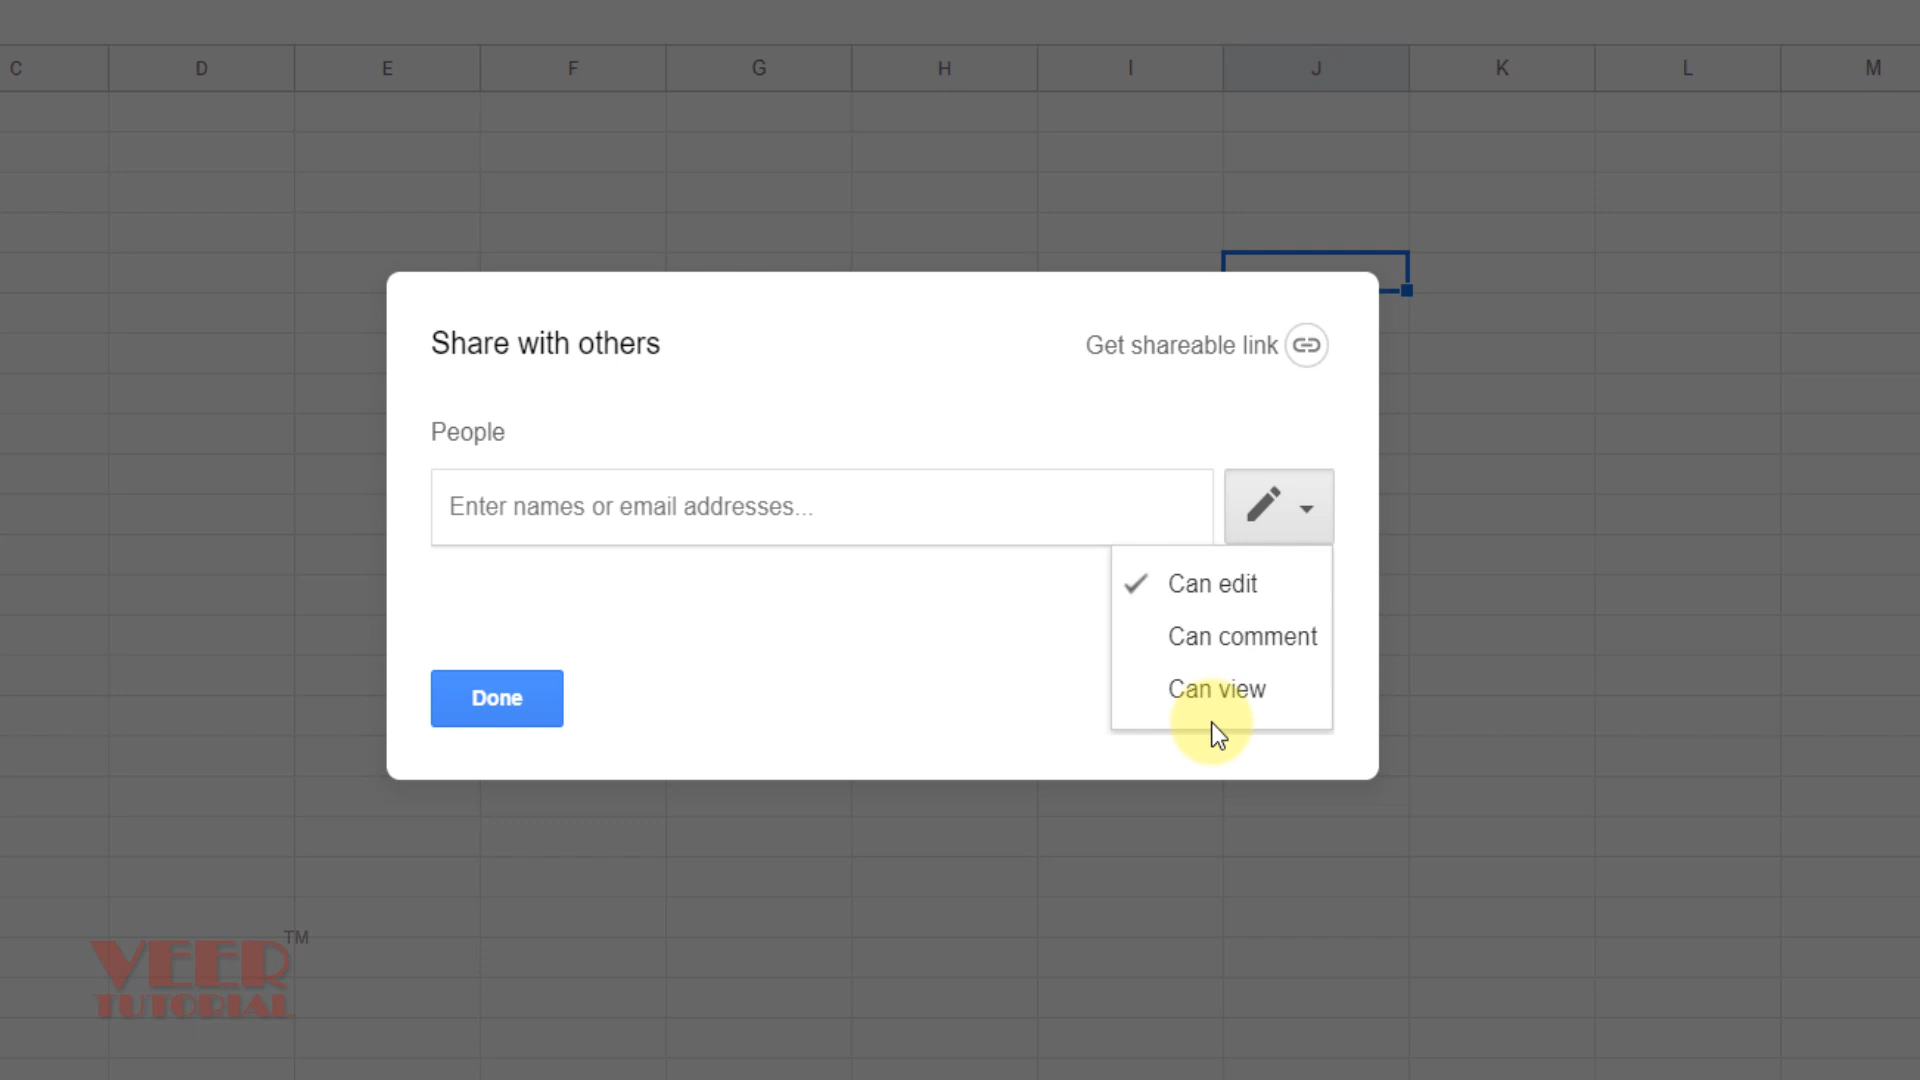 C D E F G H I J K L M
Share with others
Get shareable link
People
Enter names or email addresses...
Can edit
Can comment
Can view
Done
VEER TM
TUTORIAL